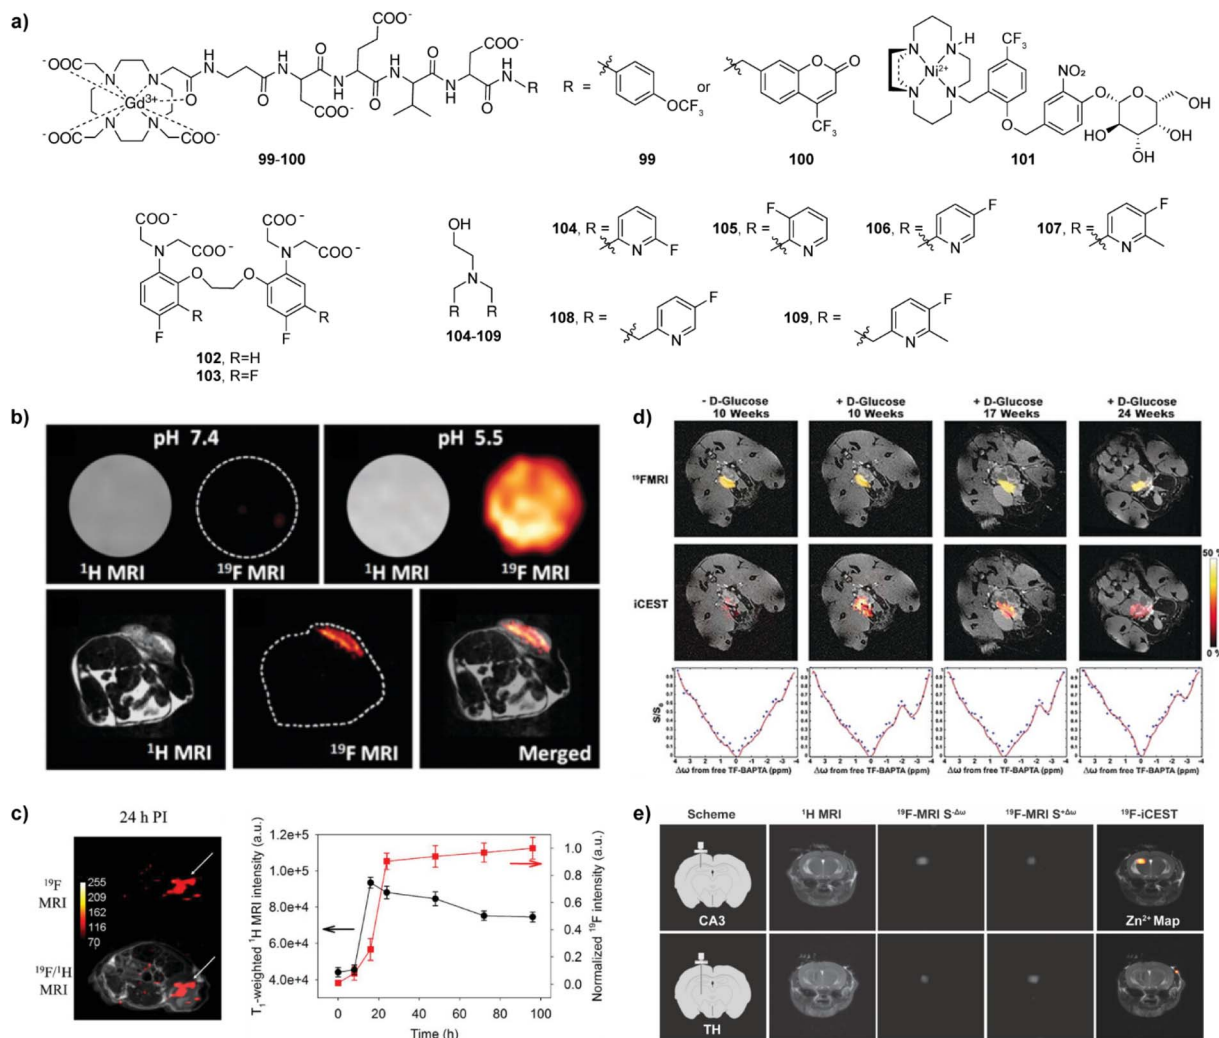 a)
COO⁻
COO⁻
COO⁻
⁻OOC
O
H
N
O
H
N
O
H
N
O
H
N
R
R = or
Gd³⁺
⁻OOC
COO⁻
COO⁻
OCF₃
O
O
CF₃
CF₃
N
N
H
Ni²⁺
N
N
N
O
NO₂
O
O
HO
OH
HO
OH
99-100
99
100
101
COO⁻
COO⁻
COO⁻
COO⁻
N
N
O
O
R
R
F
F
102, R=H
103, R=F
OH
N
R
R
104-109
104, R =
N
F
105, R =
F
N
106, R =
F
N
107, R =
F
N
108, R =
F
N
109, R =
F
N
b)
pH 7.4
pH 5.5
¹H MRI
¹⁹F MRI
¹H MRI
¹⁹F MRI
¹H MRI
¹⁹F MRI
Merged
c)
24 h PI
¹⁹F
MRI
255
209
162
116
70
¹⁹F/¹H
MRI
T₁-weighted ¹H MRI intensity (a.u.)
1.2e+5
1.0e+5
8.0e+4
6.0e+4
4.0e+4
0 20 40 60 80 100
Time (h)
1.0
0.8
0.6
0.4
0.2
0.0
Normalized ¹⁹F intensity (a.u.)
d)
- D-Glucose
10 Weeks
+ D-Glucose
10 Weeks
+ D-Glucose
17 Weeks
+ D-Glucose
24 Weeks
¹⁹FMRI
iCEST
50 %
0 %
S/S₀
Δω from free TF-BAPTA (ppm)
Δω from free TF-BAPTA (ppm)
Δω from free TF-BAPTA (ppm)
Δω from free TF-BAPTA (ppm)
e)
Scheme
¹H MRI
¹⁹F-MRI S⁻Δω
¹⁹F-MRI S⁺Δω
¹⁹F-iCEST
CA3
Zn²⁺ Map
TH